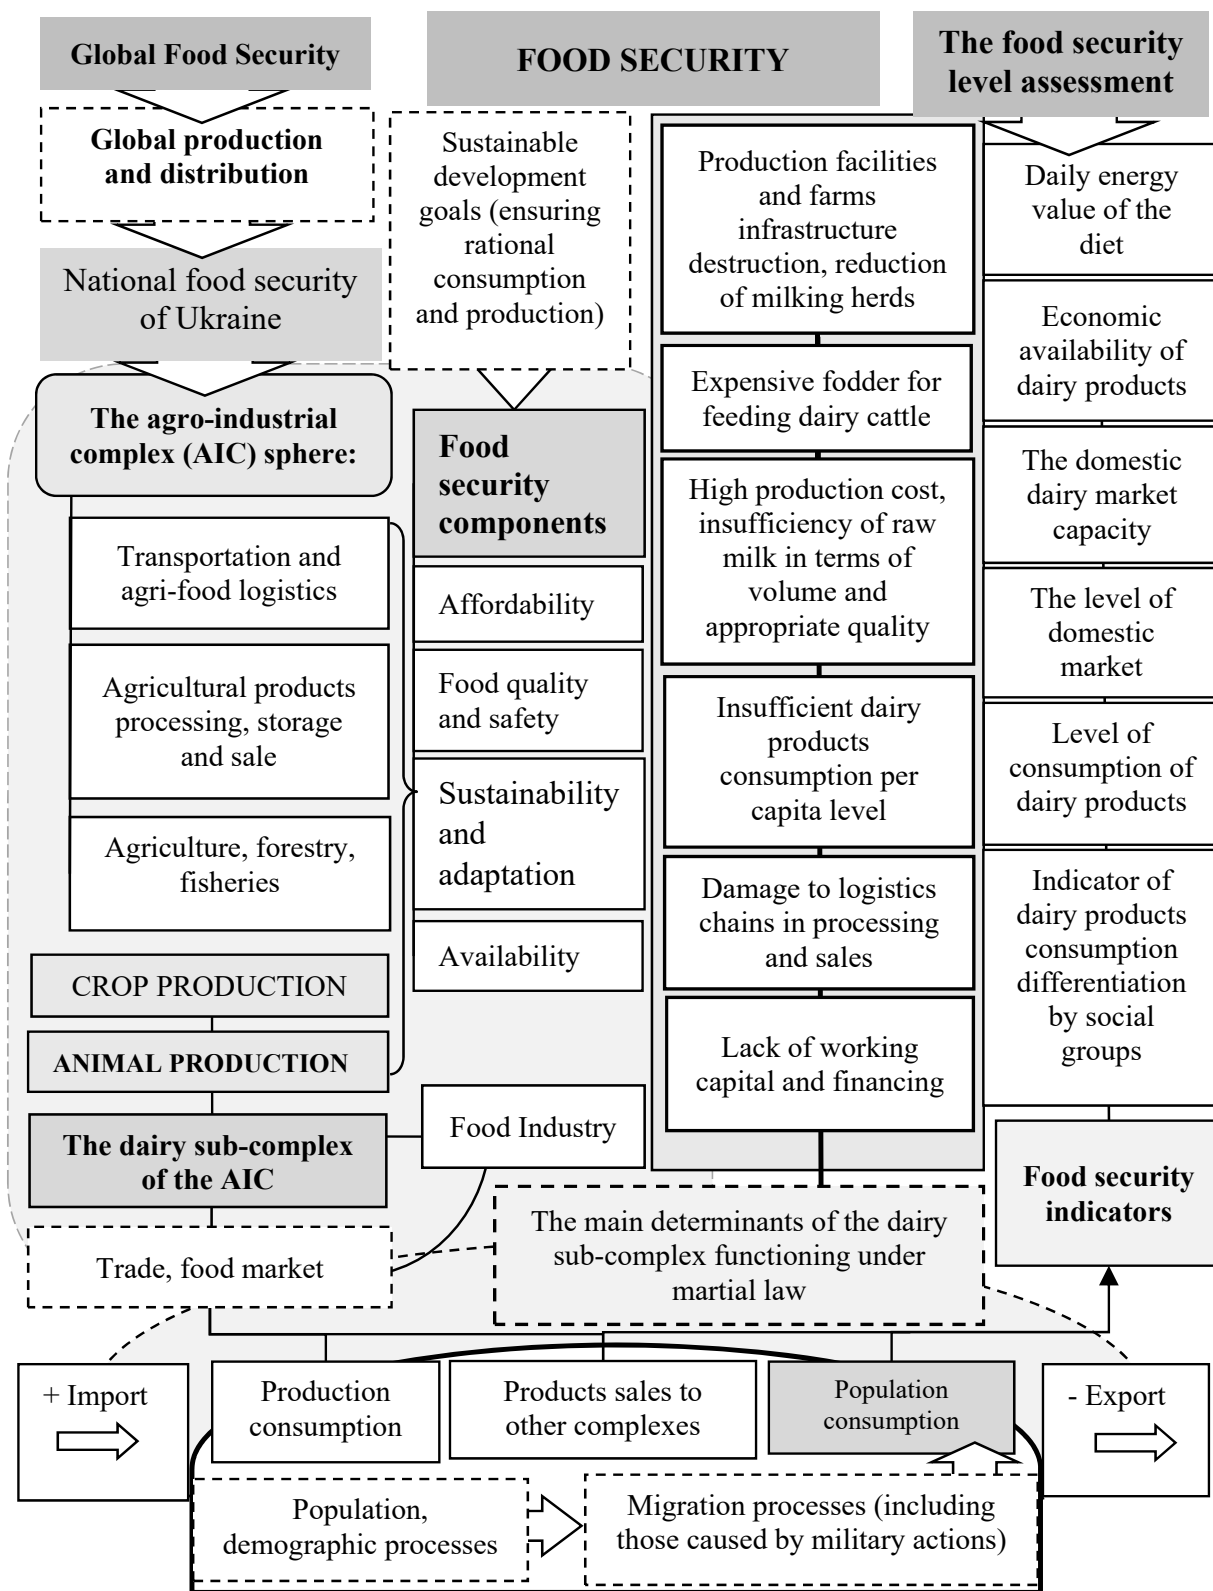 Global Food Security
FOOD SECURITY
The food security
level assessment
Global production
and distribution
National food security
of Ukraine
The agro-industrial
complex (AIC) sphere:
Transportation and
agri-food logistics
Agricultural products
processing, storage
and sale
Agriculture, forestry,
fisheries
CROP PRODUCTION
ANIMAL PRODUCTION
The dairy sub-complex
of the AIC
Trade, food market
Sustainable
development
goals (ensuring
rational
consumption
and production)
Food
security
components
Affordability
Food quality
and safety
Sustainability
and
adaptation
Availability
Food Industry
Production facilities
and farms
infrastructure
destruction, reduction
of milking herds
Expensive fodder for
feeding dairy cattle
High production cost,
insufficiency of raw
milk in terms of
volume and
appropriate quality
Insufficient dairy
products
consumption per
capita level
Damage to logistics
chains in processing
and sales
Lack of working
capital and financing
The main determinants of the dairy
sub-complex functioning under
martial law
Daily energy
value of the
diet
Economic
availability of
dairy products
The domestic
dairy market
capacity
The level of
domestic
market
Level of
consumption of
dairy products
Indicator of
dairy products
consumption
differentiation
by social
groups
Food security
indicators
+ Import
Production
consumption
Products sales to
other complexes
Population
consumption
- Export
Population,
demographic processes
Migration processes (including
those caused by military actions)